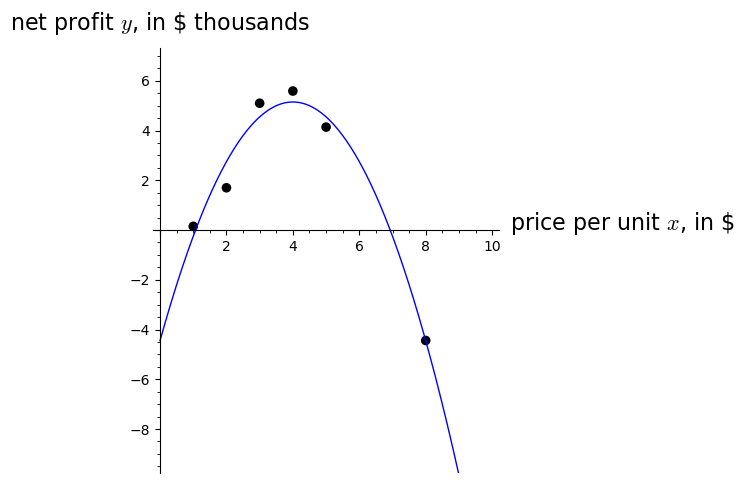 net profit y, in $ thousands
6
4
2
price per unit x, in $
2 4 6 8 10
−2
−4
−6
−8